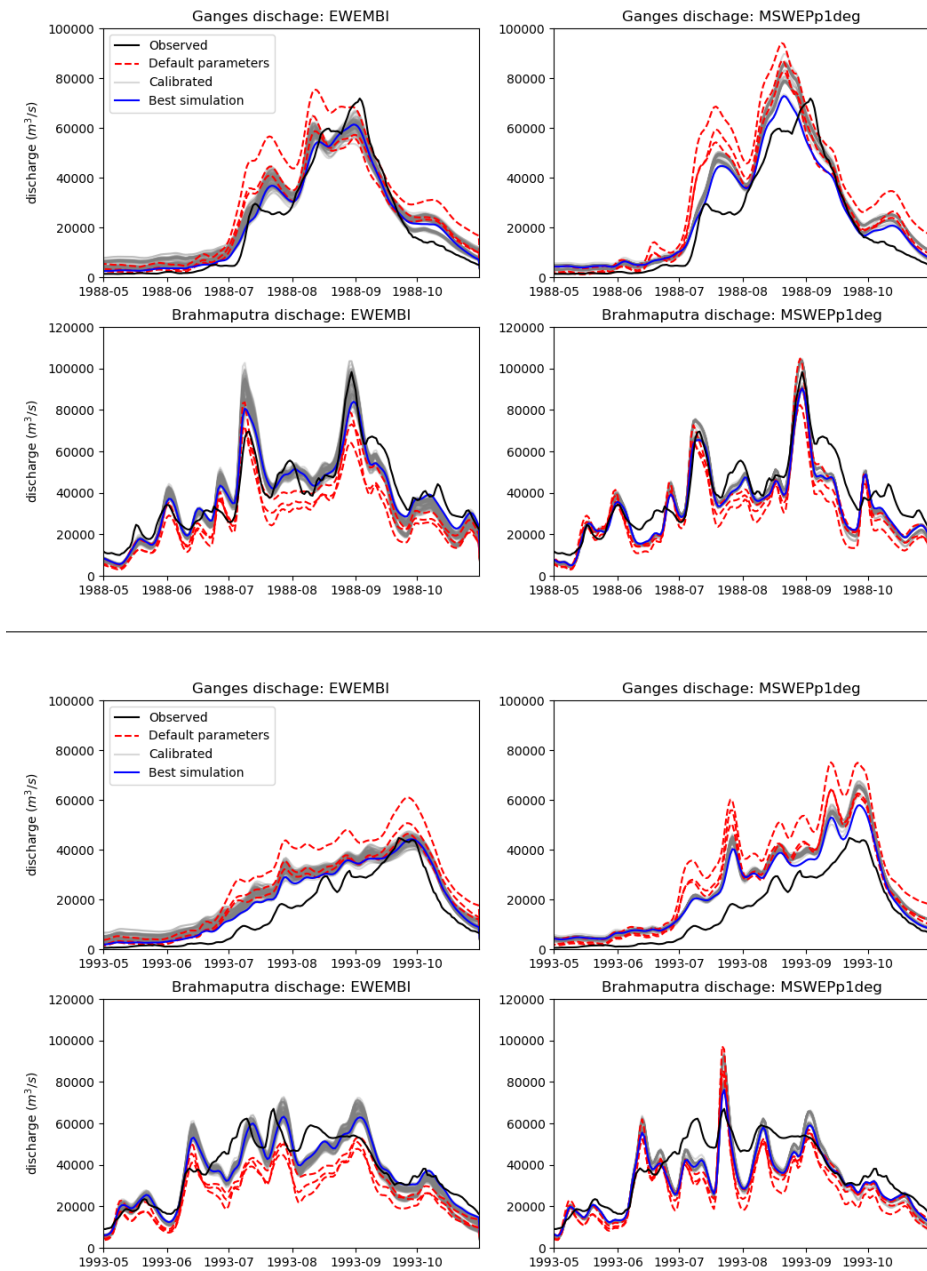 Ganges dischage: EWEMBI
Ganges dischage: MSWEPp1deg
100000
80000
60000
40000
20000
0
discharge (m³/s)
Observed
Default parameters
Calibrated
Best simulation
1988-05 1988-06 1988-07 1988-08 1988-09 1988-10
100000
80000
60000
40000
20000
0
1988-05 1988-06 1988-07 1988-08 1988-09 1988-10
Brahmaputra dischage: EWEMBI
Brahmaputra dischage: MSWEPp1deg
120000
100000
80000
60000
40000
20000
0
discharge (m³/s)
1988-05 1988-06 1988-07 1988-08 1988-09 1988-10
120000
100000
80000
60000
40000
20000
0
1988-05 1988-06 1988-07 1988-08 1988-09 1988-10
Ganges dischage: EWEMBI
Ganges dischage: MSWEPp1deg
100000
80000
60000
40000
20000
0
discharge (m³/s)
Observed
Default parameters
Calibrated
Best simulation
1993-05 1993-06 1993-07 1993-08 1993-09 1993-10
100000
80000
60000
40000
20000
0
1993-05 1993-06 1993-07 1993-08 1993-09 1993-10
Brahmaputra dischage: EWEMBI
Brahmaputra dischage: MSWEPp1deg
120000
100000
80000
60000
40000
20000
0
discharge (m³/s)
1993-05 1993-06 1993-07 1993-08 1993-09 1993-10
120000
100000
80000
60000
40000
20000
0
1993-05 1993-06 1993-07 1993-08 1993-09 1993-10